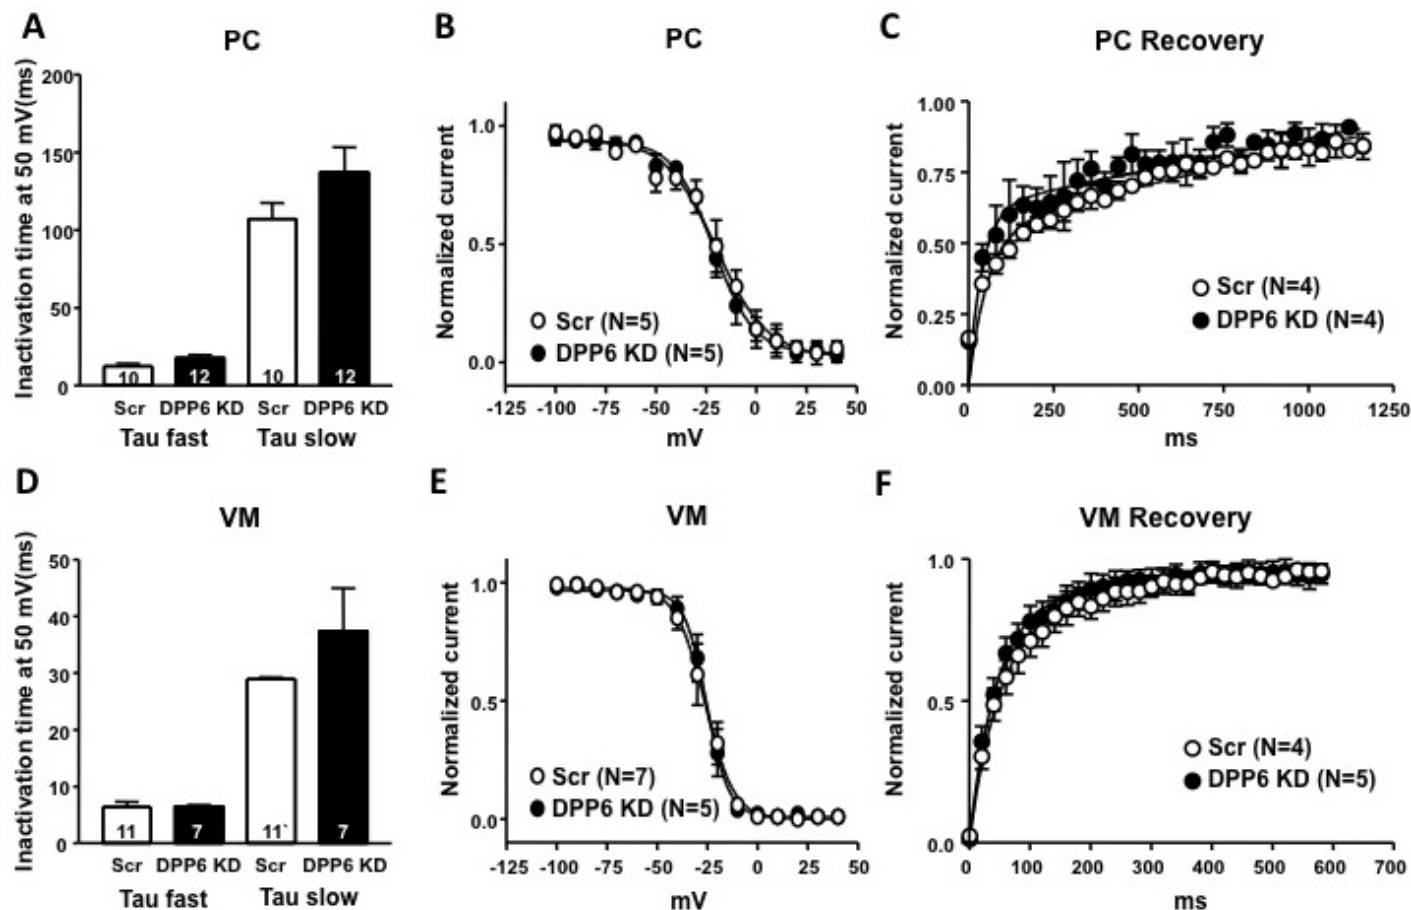 A
PC
Inactivation time at 50 mV(ms)
200
150
100
50
0
10
12
10
12
Scr
DPP6 KD
Scr
DPP6 KD
Tau fast
Tau slow
B
PC
Normalized current
1.0
0.5
0.0
Scr (N=5)
DPP6 KD (N=5)
-125 -100 -75 -50 -25 0 25 50
mV
C
PC Recovery
Normalized current
1.00
0.75
0.50
0.25
0.00
Scr (N=4)
DPP6 KD (N=4)
0 250 500 750 1000 1250
ms
D
VM
Inactivation time at 50 mV(ms)
50
40
30
20
10
0
11
7
11`
7
Scr
DPP6 KD
Scr
DPP6 KD
Tau fast
Tau slow
E
VM
Normalized current
1.0
0.5
0.0
Scr (N=7)
DPP6 KD (N=5)
-125 -100 -75 -50 -25 0 25 50
mV
F
VM Recovery
Normalized current
1.0
0.5
0.0
Scr (N=4)
DPP6 KD (N=5)
0 100 200 300 400 500 600 700
ms